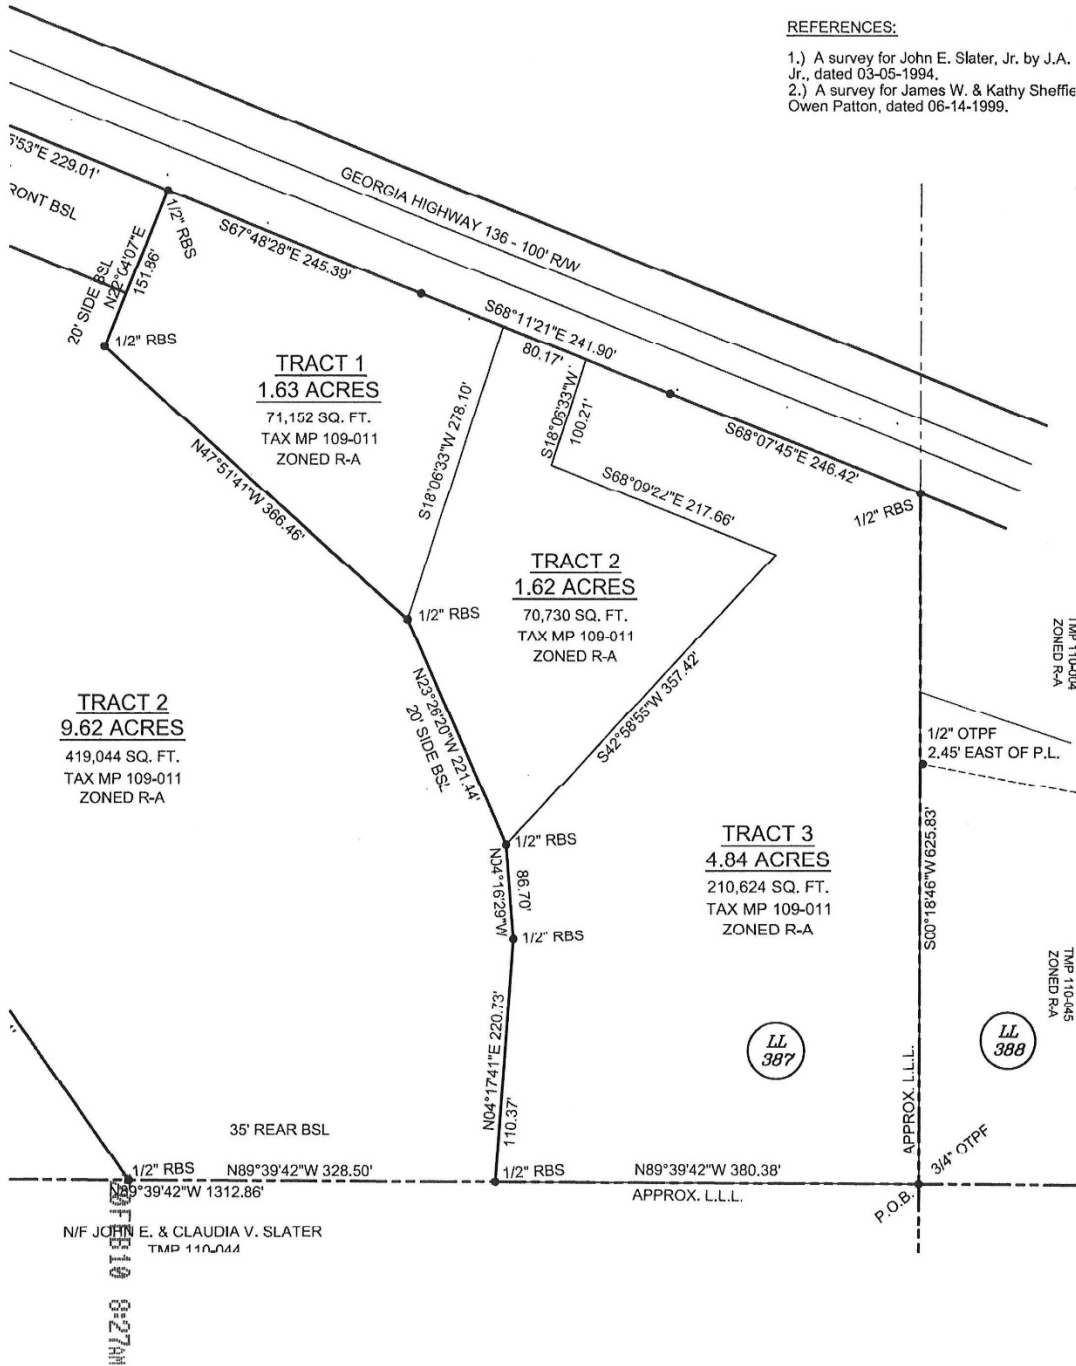 REFERENCES:
1.) A survey for John E. Slater, Jr. by J.A.
Jr., dated 03-05-1994.
2.) A survey for James W. & Kathy Sheffie
Owen Patton, dated 06-14-1999.
5'53"E 229.01'
RONT BSL
GEORGIA HIGHWAY 136 - 100' R/W
1/2" RBS
S67°48'28"E 245.39'
N22°04'07"E
151.86'
20' SIDE BSL
1/2" RBS
S68°11'21"E 241.90'
80.17'
TRACT 1
1.63 ACRES
71,152 SQ. FT.
TAX MP 109-011
ZONED R-A
S18°06'33"W 278.10'
S18°06'33"W
100.21'
S68°07'45"E 246.42'
N47°51'41"W 366.46'
S68°09'22"E 217.66'
1/2" RBS
TRACT 2
1.62 ACRES
70,730 SQ. FT.
TAX MP 109-011
ZONED R-A
1/2" RBS
TMP 110-004
ZONED R-A
N23°26'20"W 221.44'
20' SIDE BSL
S42°58'55"W 357.42'
TRACT 2
9.62 ACRES
419,044 SQ. FT.
TAX MP 109-011
ZONED R-A
1/2" OTPF
2.45' EAST OF P.L.
1/2" RBS
N04°16'29"W
86.70'
TRACT 3
4.84 ACRES
210,624 SQ. FT.
TAX MP 109-011
ZONED R-A
S00°18'46"W 625.83'
1/2" RBS
TMP 110-045
ZONED R-A
N04°17'41"E 220.73'
110.37'
LL
387
LL
388
APPROX. L.L.L.
35' REAR BSL
3/4" OTPF
1/2" RBS
N89°39'42"W 328.50'
1/2" RBS
N89°39'42"W 380.38'
N89°39'42"W 1312.86'
APPROX. L.L.L.
P.O.B.
N/F JOHN E. & CLAUDIA V. SLATER
TMP 110-044
FEB10 8:27AM